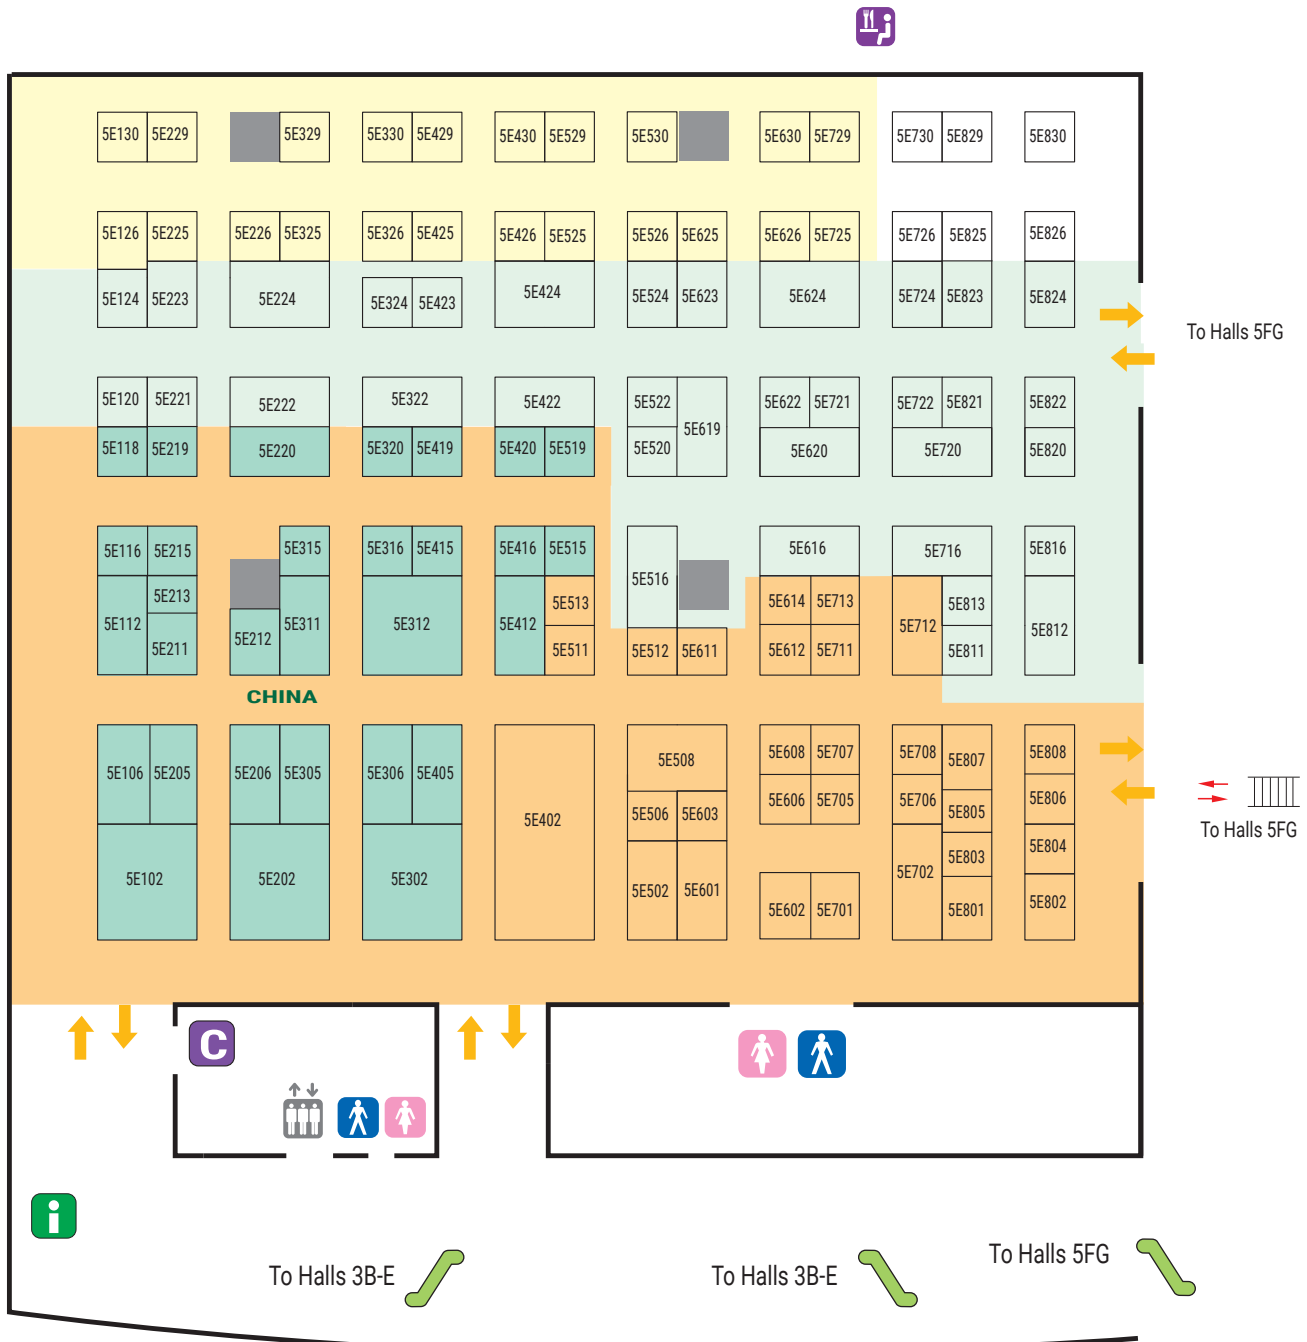 5E130 5E229 5E329 5E330 5E429 5E430 5E529 5E530 5E630 5E729 5E730 5E829 5E830
5E126 5E225 5E226 5E325 5E326 5E425 5E426 5E525 5E526 5E625 5E626 5E725 5E726 5E825 5E826
5E124 5E223 5E224 5E324 5E423 5E424 5E524 5E623 5E624 5E724 5E823 5E824
To Halls 5FG
5E120 5E221 5E222 5E322 5E422 5E522 5E619 5E622 5E721 5E722 5E821 5E822
5E118 5E219 5E220 5E320 5E419 5E420 5E519 5E520 5E620 5E720 5E820
5E116 5E215 5E315 5E316 5E415 5E416 5E515 5E516 5E616 5E716 5E816
5E112 5E213 5E212 5E311 5E312 5E412 5E513 5E614 5E713 5E712 5E813 5E812
5E211 5E511 5E512 5E611 5E612 5E711 5E811
CHINA
5E106 5E205 5E206 5E305 5E306 5E405 5E402 5E508 5E608 5E707 5E708 5E807 5E808
5E506 5E603 5E606 5E705 5E706 5E805 5E806
To Halls 5FG
5E102 5E202 5E302 5E502 5E601 5E702 5E803 5E804
5E602 5E701 5E801 5E802
C
i
To Halls 3B-E
To Halls 3B-E
To Halls 5FG